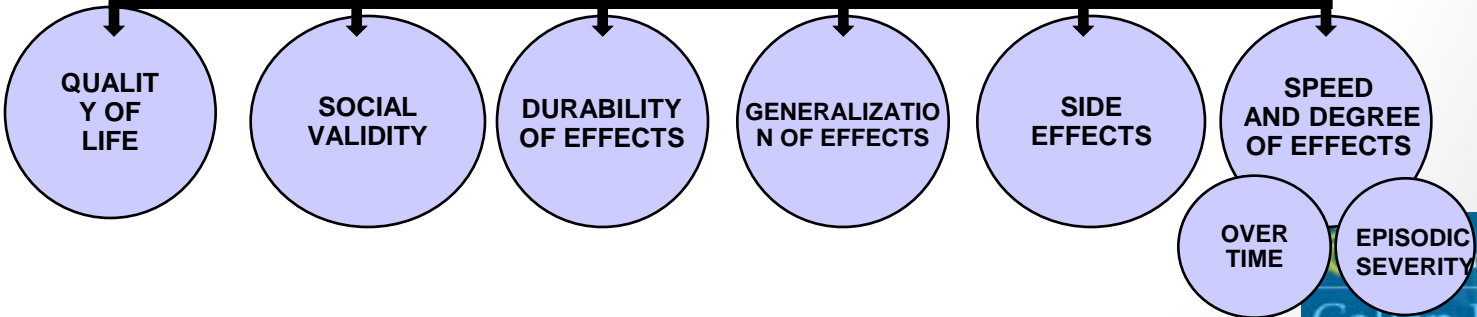 QUALIT
Y OF
LIFE
SOCIAL
VALIDITY
DURABILITY
OF EFFECTS
GENERALIZATIO
N OF EFFECTS
SIDE
EFFECTS
SPEED
AND DEGREE
OF EFFECTS
OVER
TIME
EPISODIC
SEVERITY